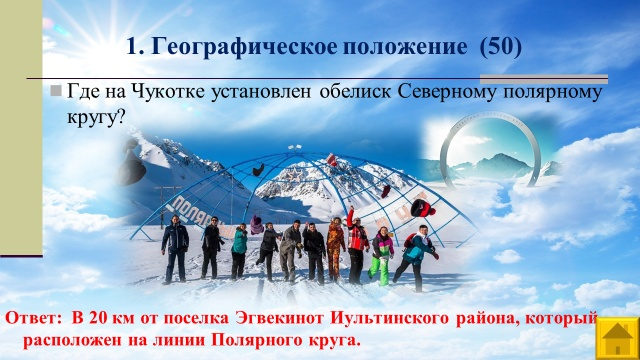 1. Географическое положение (50)
Где на Чукотке установлен обелиск Северному полярному
кругу?
Ответ: В 20 км от поселка Эгвекинот Иультинского района, который
расположен на линии Полярного круга.